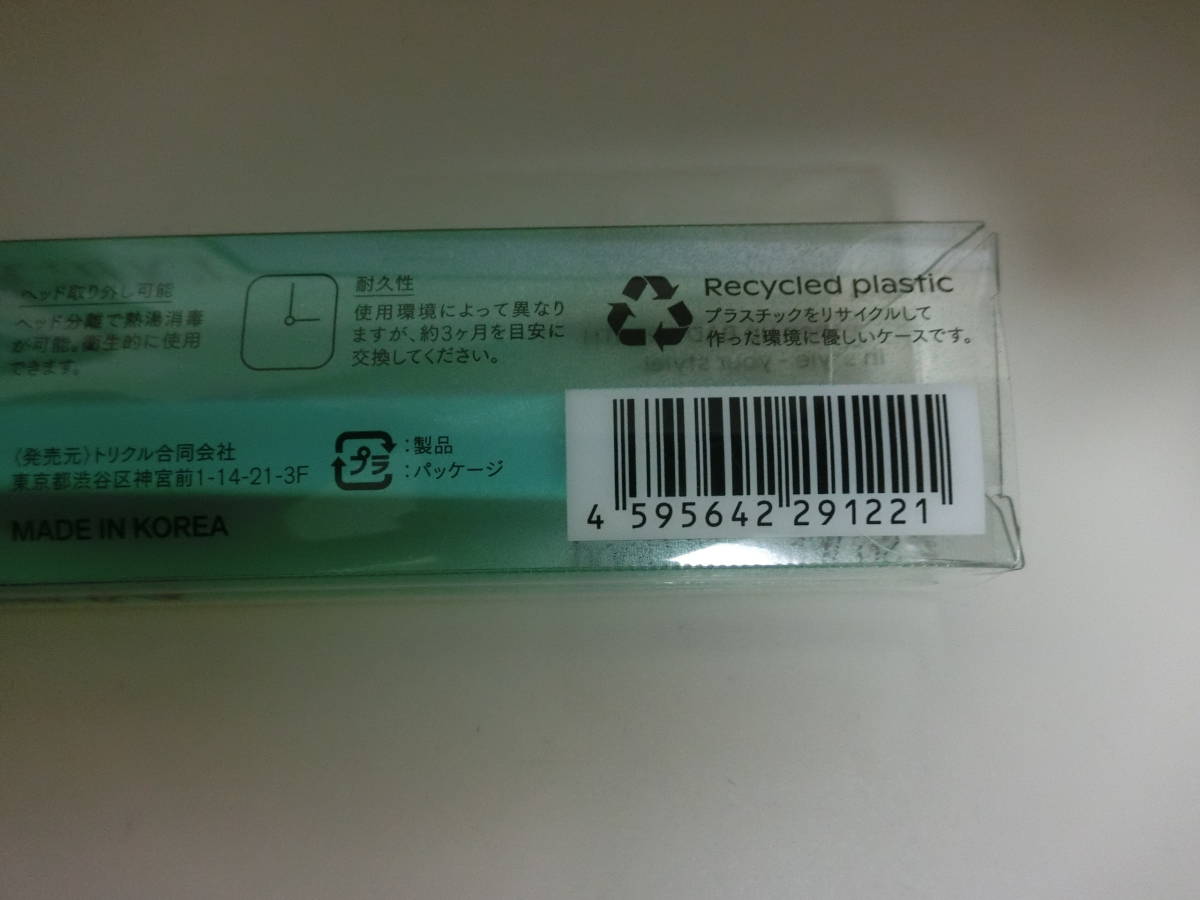 ヘッド取り外し可能
ヘッド分離で熱湯消毒
が可能。衛生的に使用
できます。
耐久性
使用環境によって異なり
ますが、約3ヶ月を目安に
交換してください。
Recycled plastic
プラスチックをリサイクルして
作った環境に優しいケースです。
in style - your style!
〈発売元〉トリクル合同会社
東京都渋谷区神宮前1-14-21-3F
MADE IN KOREA
プラ
:製品
:パッケージ
4 595642 291221